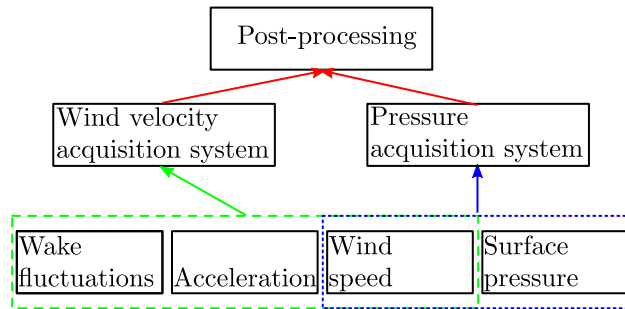 Post-processing
Wind velocity
acquisition system
Pressure
acquisition system
Wake
fluctuations
Acceleration
Wind
speed
Surface
pressure